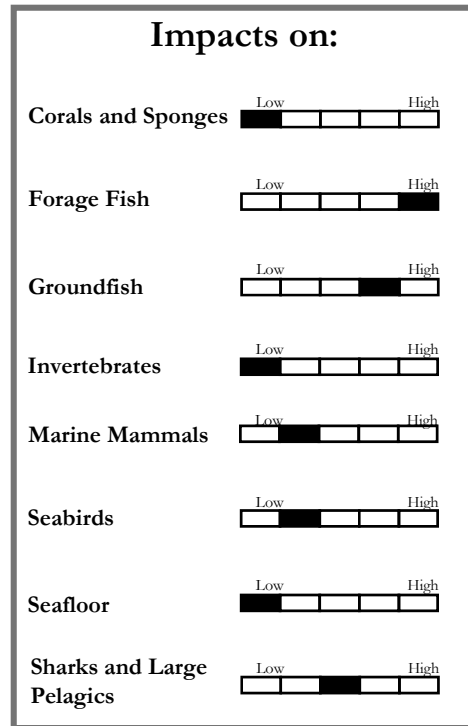 Impacts on:
Low High
Corals and Sponges
Low High
Forage Fish
Low High
Groundfish
Low High
Invertebrates
Low High
Marine Mammals
Low High
Seabirds
Low High
Seafloor
Low High
Sharks and Large
Pelagics